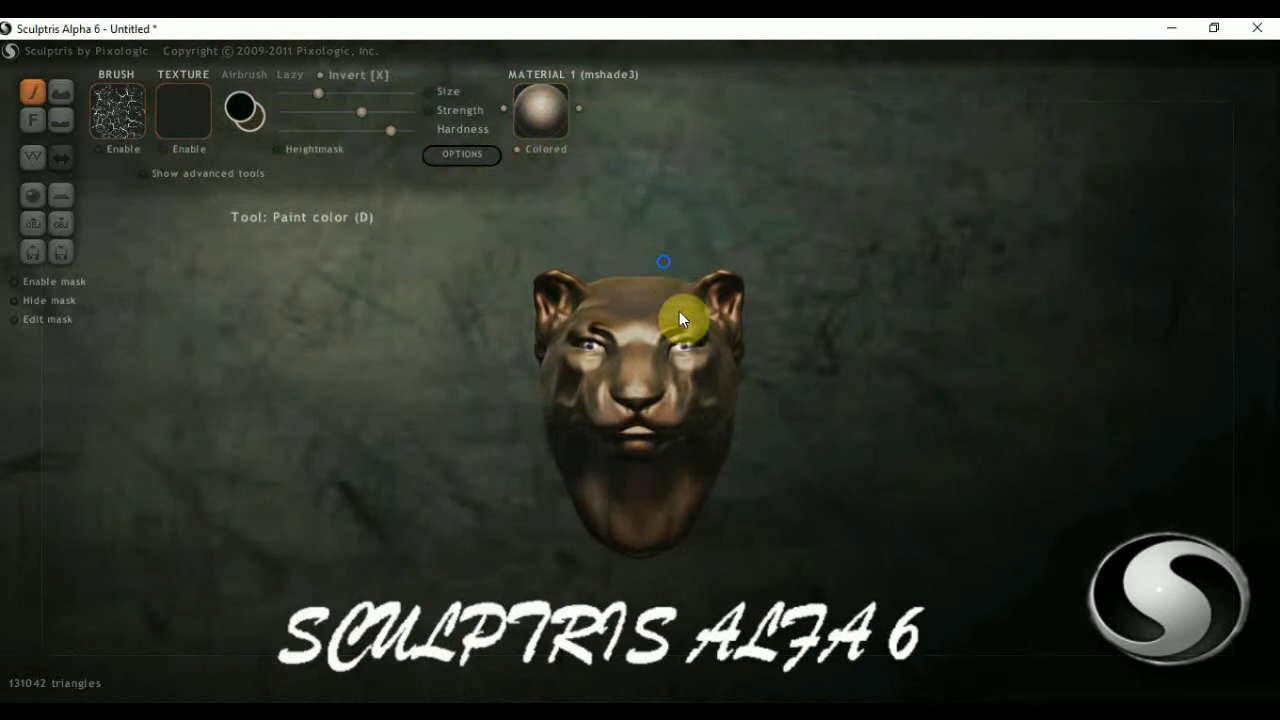 Sculptris Alpha 6 - Untitled *
Sculptris by Pixologic Copyright © 2009-2011 Pixologic, Inc.
BRUSH TEXTURE Airbrush Lazy Invert [X] MATERIAL 1 (mshade3)
Size
Strength
Hardness
F
Enable Enable Heightmask OPTIONS Colored
W
Show advanced tools
Tool: Paint color (D)
OBJ OBJ
Enable mask
Hide mask
Edit mask
SCULPTRIS ALFA 6
131042 triangles